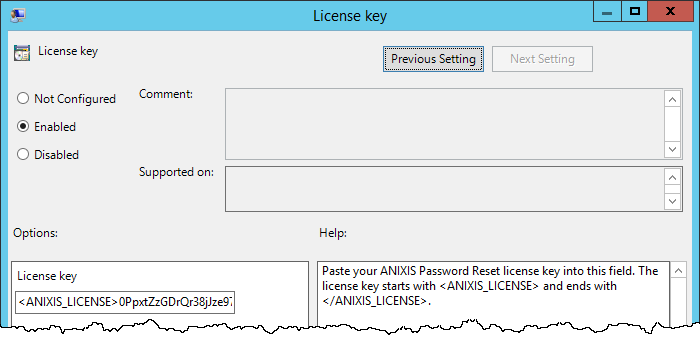 License key
License key
Previous Setting
Next Setting
Not Configured
Comment:
Enabled
Disabled
Supported on:
Options:
Help:
License key
<ANIXIS_LICENSE>0PpxtZzGDrQr38jJze97
Paste your ANIXIS Password Reset license key into this field. The
license key starts with <ANIXIS_LICENSE> and ends with
</ANIXIS_LICENSE>.